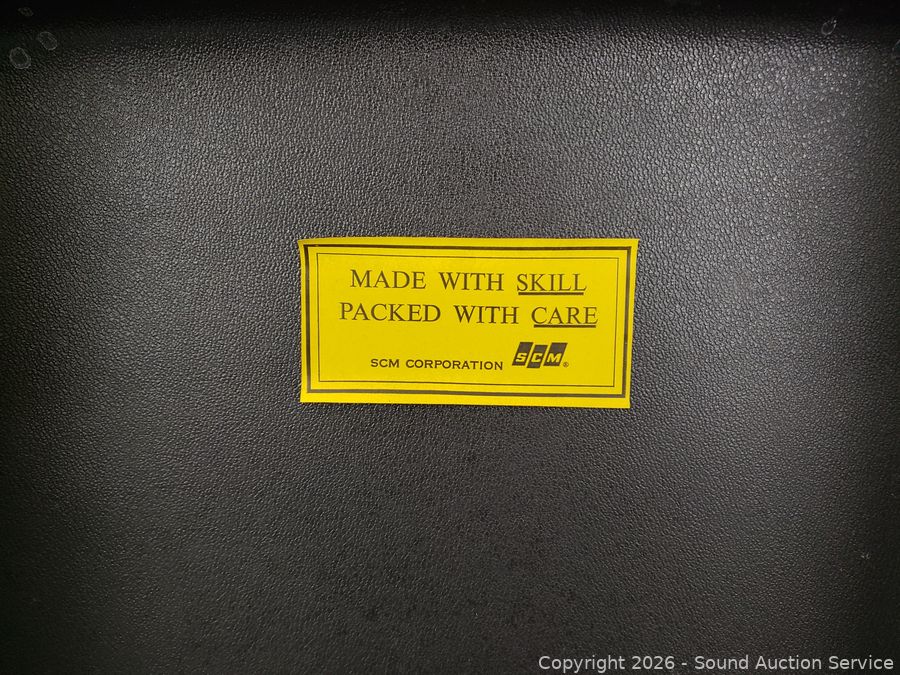 MADE WITH SKILL
PACKED WITH CARE
SCM CORPORATION SCM®
Copyright 2026 - Sound Auction Service